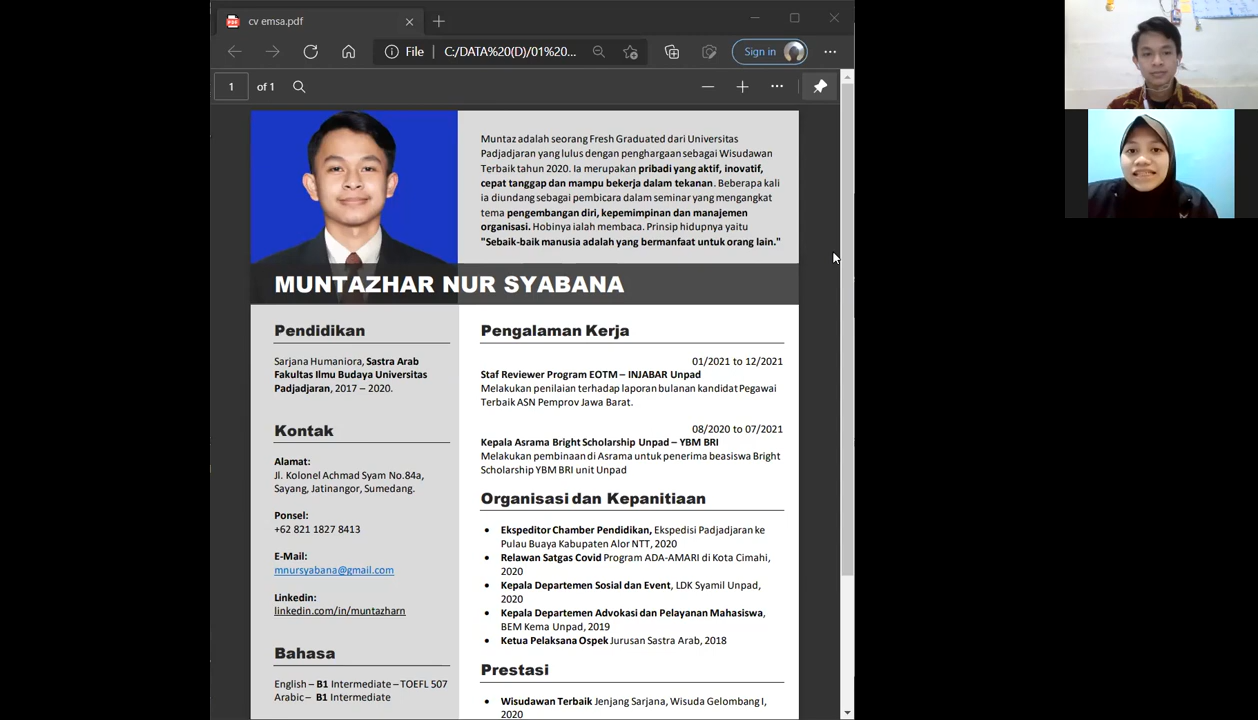 cv emsa.pdf
File C:/DATA%20(D)/01%20... Sign in
1 of 1
Muntaz adalah seorang Fresh Graduated dari Universitas
Padjadjaran yang lulus dengan penghargaan sebagai Wisudawan
Terbaik tahun 2020. Ia merupakan pribadi yang aktif, inovatif,
cepat tanggap dan mampu bekerja dalam tekanan. Beberapa kali
ia diundang sebagai pembicara dalam seminar yang mengangkat
tema pengembangan diri, kepemimpinan dan manajemen
organisasi. Hobinya ialah membaca. Prinsip hidupnya yaitu
"Sebaik-baik manusia adalah yang bermanfaat untuk orang lain."
MUNTAZHAR NUR SYABANA
Pendidikan
Sarjana Humaniora, Sastra Arab
Fakultas Ilmu Budaya Universitas
Padjadjaran, 2017 – 2020.
Kontak
Alamat:
Jl. Kolonel Achmad Syam No.84a,
Sayang, Jatinangor, Sumedang.
Ponsel:
+62 821 1827 8413
E-Mail:
mnursyabana@gmail.com
Linkedin:
linkedin.com/in/muntazharn
Bahasa
English – B1 Intermediate – TOEFL 507
Arabic – B1 Intermediate
Pengalaman Kerja
01/2021 to 12/2021
Staf Reviewer Program EOTM – INJABAR Unpad
Melakukan penilaian terhadap laporan bulanan kandidat Pegawai
Terbaik ASN Pemprov Jawa Barat.
08/2020 to 07/2021
Kepala Asrama Bright Scholarship Unpad – YBM BRI
Melakukan pembinaan di Asrama untuk penerima beasiswa Bright
Scholarship YBM BRI unit Unpad
Organisasi dan Kepanitiaan
• Ekspeditor Chamber Pendidikan, Ekspedisi Padjadjaran ke
Pulau Buaya Kabupaten Alor NTT, 2020
• Relawan Satgas Covid Program ADA-AMARI di Kota Cimahi,
2020
• Kepala Departemen Sosial dan Event, LDK Syamil Unpad,
2020
• Kepala Departemen Advokasi dan Pelayanan Mahasiswa,
BEM Kema Unpad, 2019
• Ketua Pelaksana Ospek Jurusan Sastra Arab, 2018
Prestasi
• Wisudawan Terbaik Jenjang Sarjana, Wisuda Gelombang I,
2020